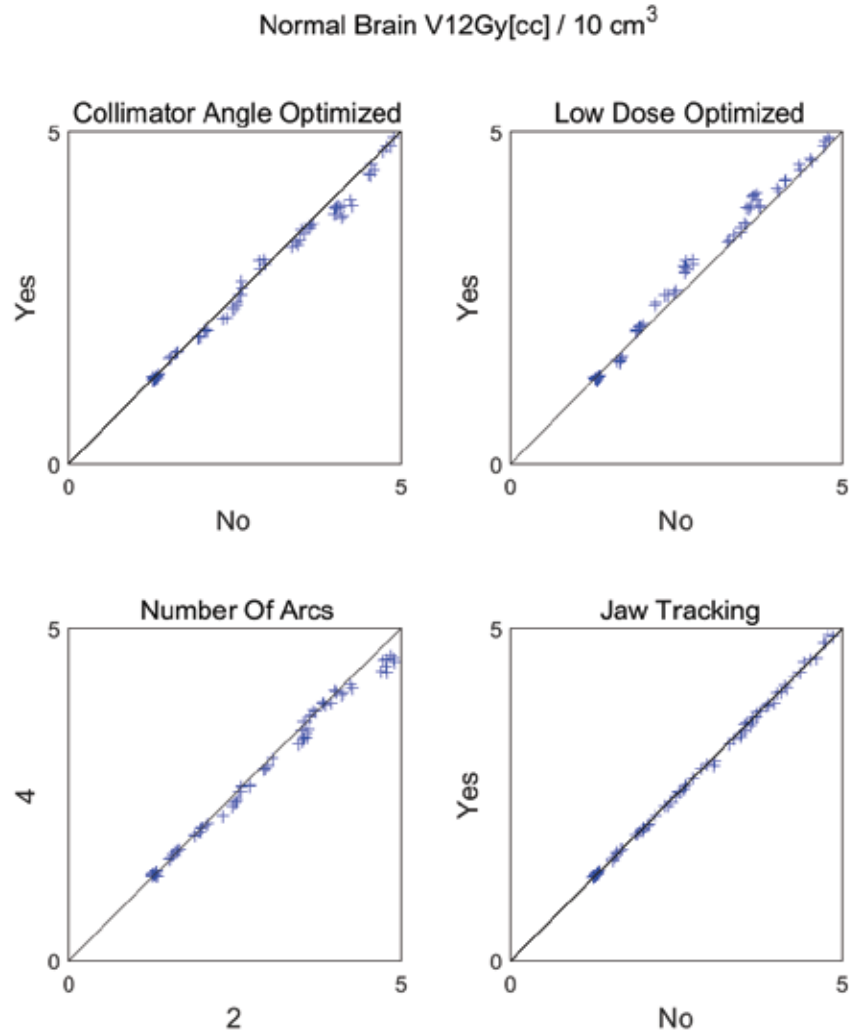 Normal Brain V12Gy[cc] / 10 cm³
Collimator Angle Optimized
5
Yes
0
0
5
No
Low Dose Optimized
5
Yes
0
0
5
No
Number Of Arcs
5
4
0
0
5
2
Jaw Tracking
5
Yes
0
0
5
No